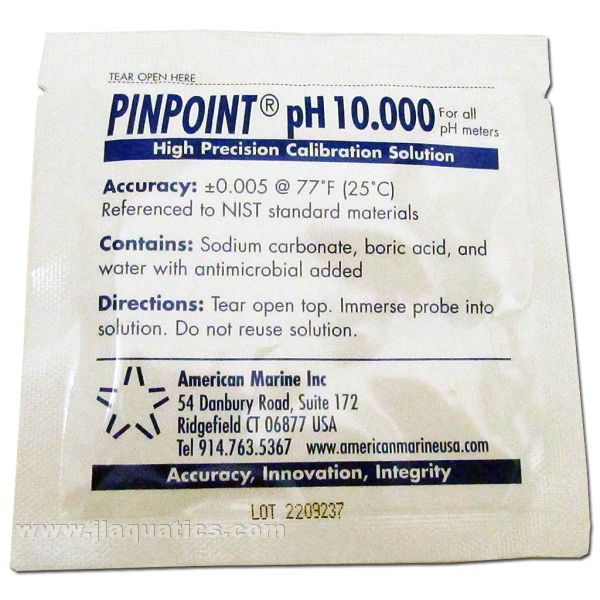 TEAR OPEN HERE
PINPOINT® pH 10.000 For all pH meters
High Precision Calibration Solution
Accuracy: ±0.005 @ 77°F (25°C)
Referenced to NIST standard materials
Contains: Sodium carbonate, boric acid, and
water with antimicrobial added
Directions: Tear open top. Immerse probe into
solution. Do not reuse solution.
American Marine Inc
54 Danbury Road, Suite 172
Ridgefield CT 06877 USA
Tel 914.763.5367 www.americanmarineusa.com
Accuracy, Innovation, Integrity
LOT 2209237
www.jlaquatics.com